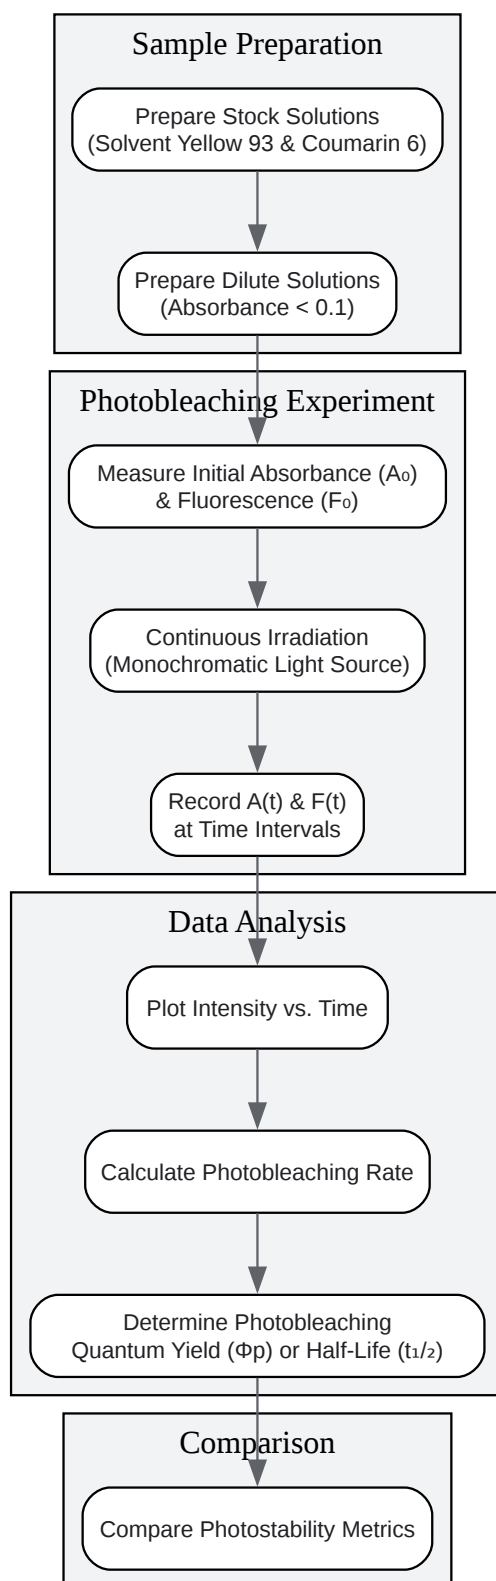 Sample Preparation
Prepare Stock Solutions
(Solvent Yellow 93 & Coumarin 6)
Prepare Dilute Solutions
(Absorbance < 0.1)
Photobleaching Experiment
Measure Initial Absorbance (A₀)
& Fluorescence (F₀)
Continuous Irradiation
(Monochromatic Light Source)
Record A(t) & F(t)
at Time Intervals
Data Analysis
Plot Intensity vs. Time
Calculate Photobleaching Rate
Determine Photobleaching
Quantum Yield (Φp) or Half-Life (t₁/₂)
Comparison
Compare Photostability Metrics